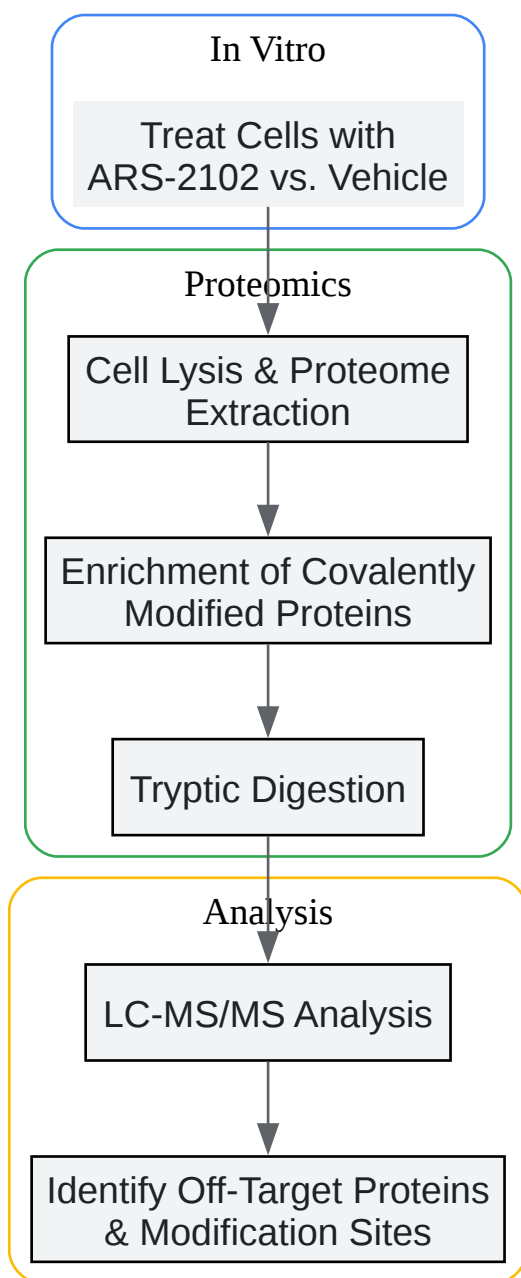 In Vitro
Treat Cells with
ARS-2102 vs. Vehicle
Proteomics
Cell Lysis & Proteome
Extraction
Enrichment of Covalently
Modified Proteins
Tryptic Digestion
Analysis
LC-MS/MS Analysis
Identify Off-Target Proteins
& Modification Sites